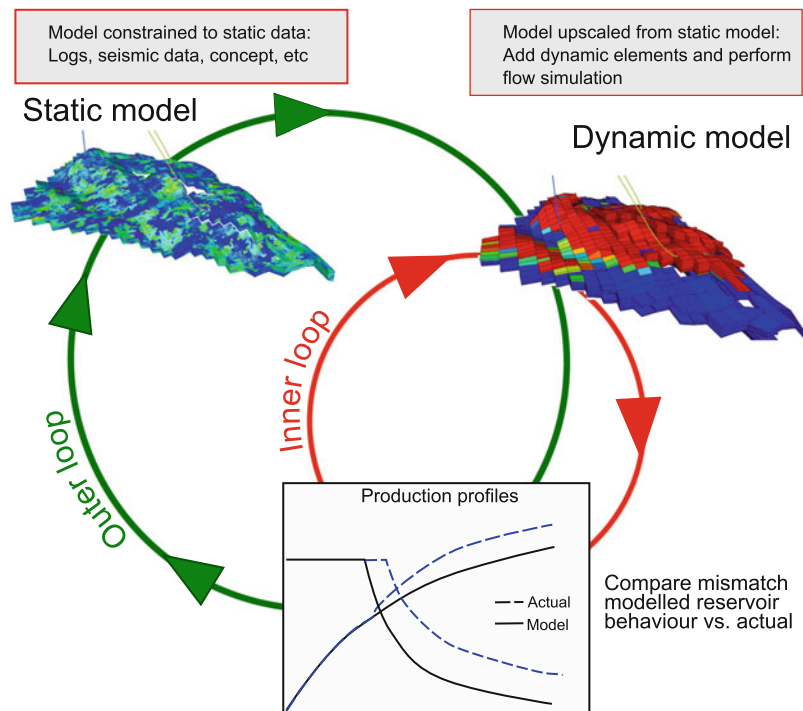 Model constrained to static data:
Logs, seismic data, concept, etc
Model upscaled from static model:
Add dynamic elements and perform
flow simulation
Static model
Dynamic model
Inner loop
Outer loop
Production profiles
Actual
Model
Compare mismatch
modelled reservoir
behaviour vs. actual